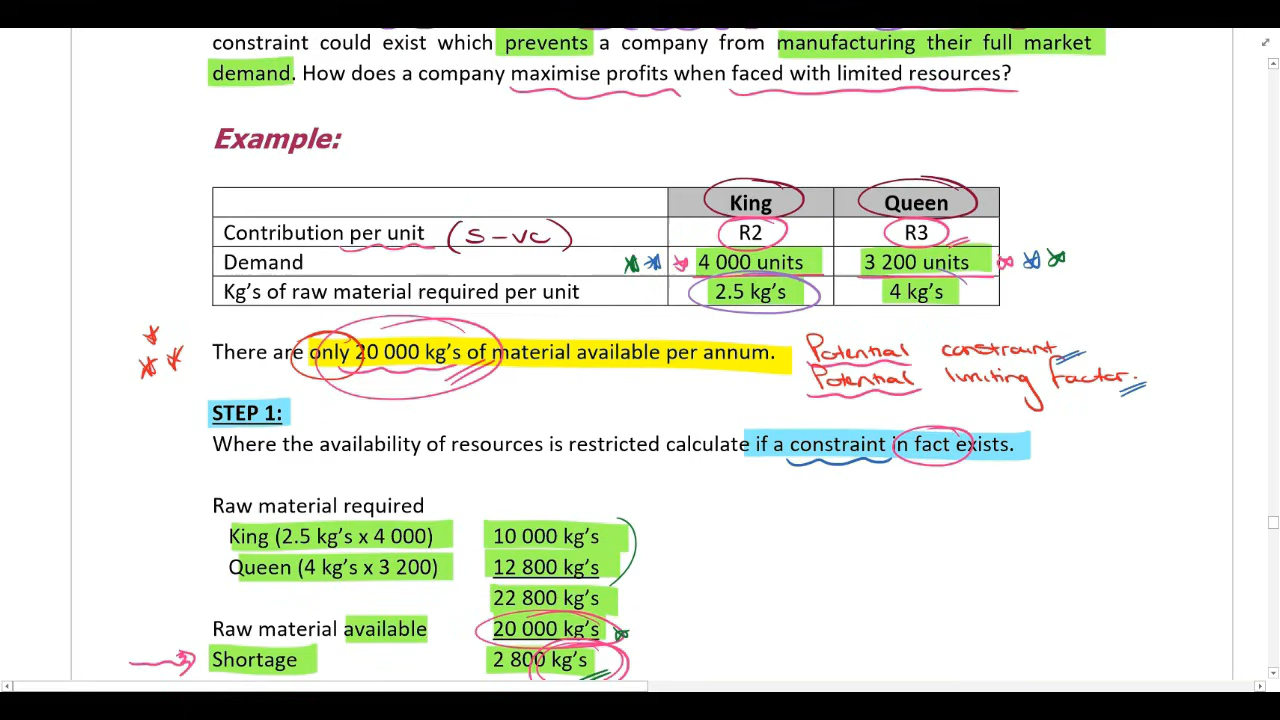 constraint could exist which prevents a company from manufacturing their full market
demand. How does a company maximise profits when faced with limited resources?
Example:
King Queen
Contribution per unit (S - VC) R2 R3
Demand 4 000 units 3 200 units
Kg's of raw material required per unit 2.5 kg's 4 kg's
There are only 20 000 kg's of material available per annum. Potential constraint
Potential limiting factor.
STEP 1:
Where the availability of resources is restricted calculate if a constraint in fact exists.
Raw material required
King (2.5 kg's x 4 000) 10 000 kg's
Queen (4 kg's x 3 200) 12 800 kg's
22 800 kg's
Raw material available 20 000 kg's
Shortage 2 800 kg's